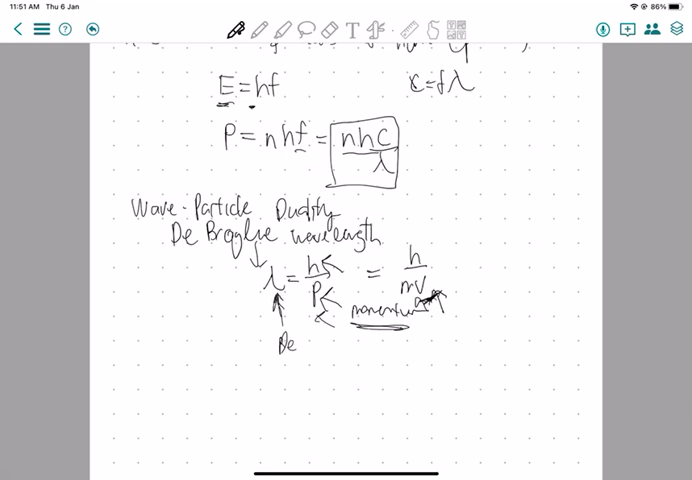 11:51 AM Thu 6 Jan 86%
E = hf c = fλ
P = nhf = nhc/λ
Wave-Particle Duality
De Broglie wavelength
λ = h/p = h/mv
momentum
De